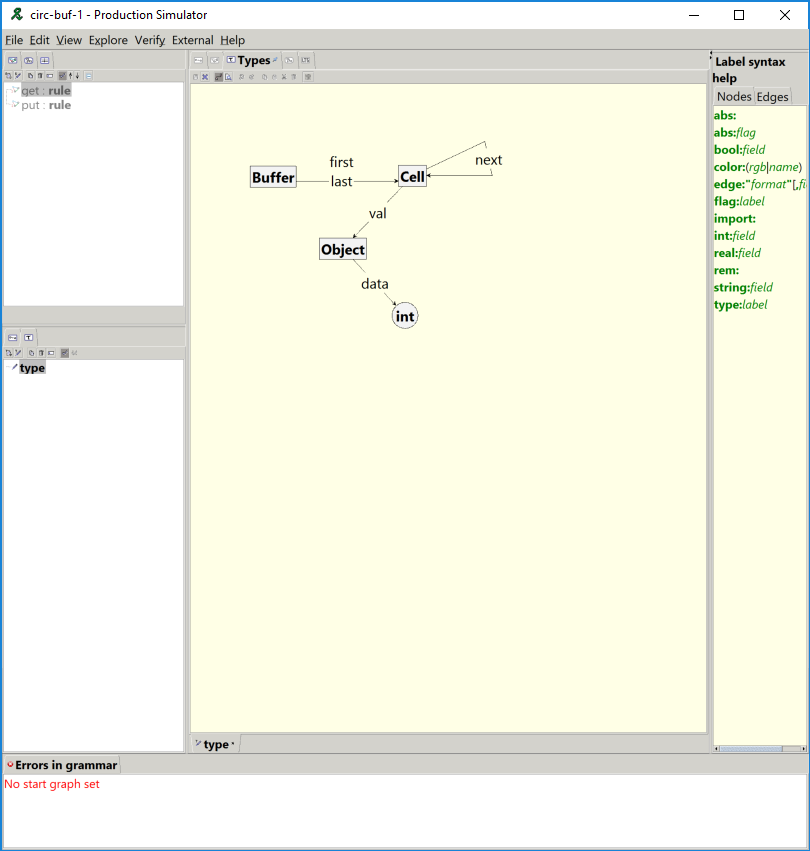 circ-buf-1 - Production Simulator
File Edit View Explore Verify External Help
Types
get : rule
put : rule
type
Buffer
first
last
Cell
next
val
Object
data
int
type
Label syntax
help
Nodes Edges
abs:
abs:flag
bool:field
color:(rgb|name)
edge:"format"[,fi
flag:label
import:
int:field
real:field
rem:
string:field
type:label
Errors in grammar
No start graph set